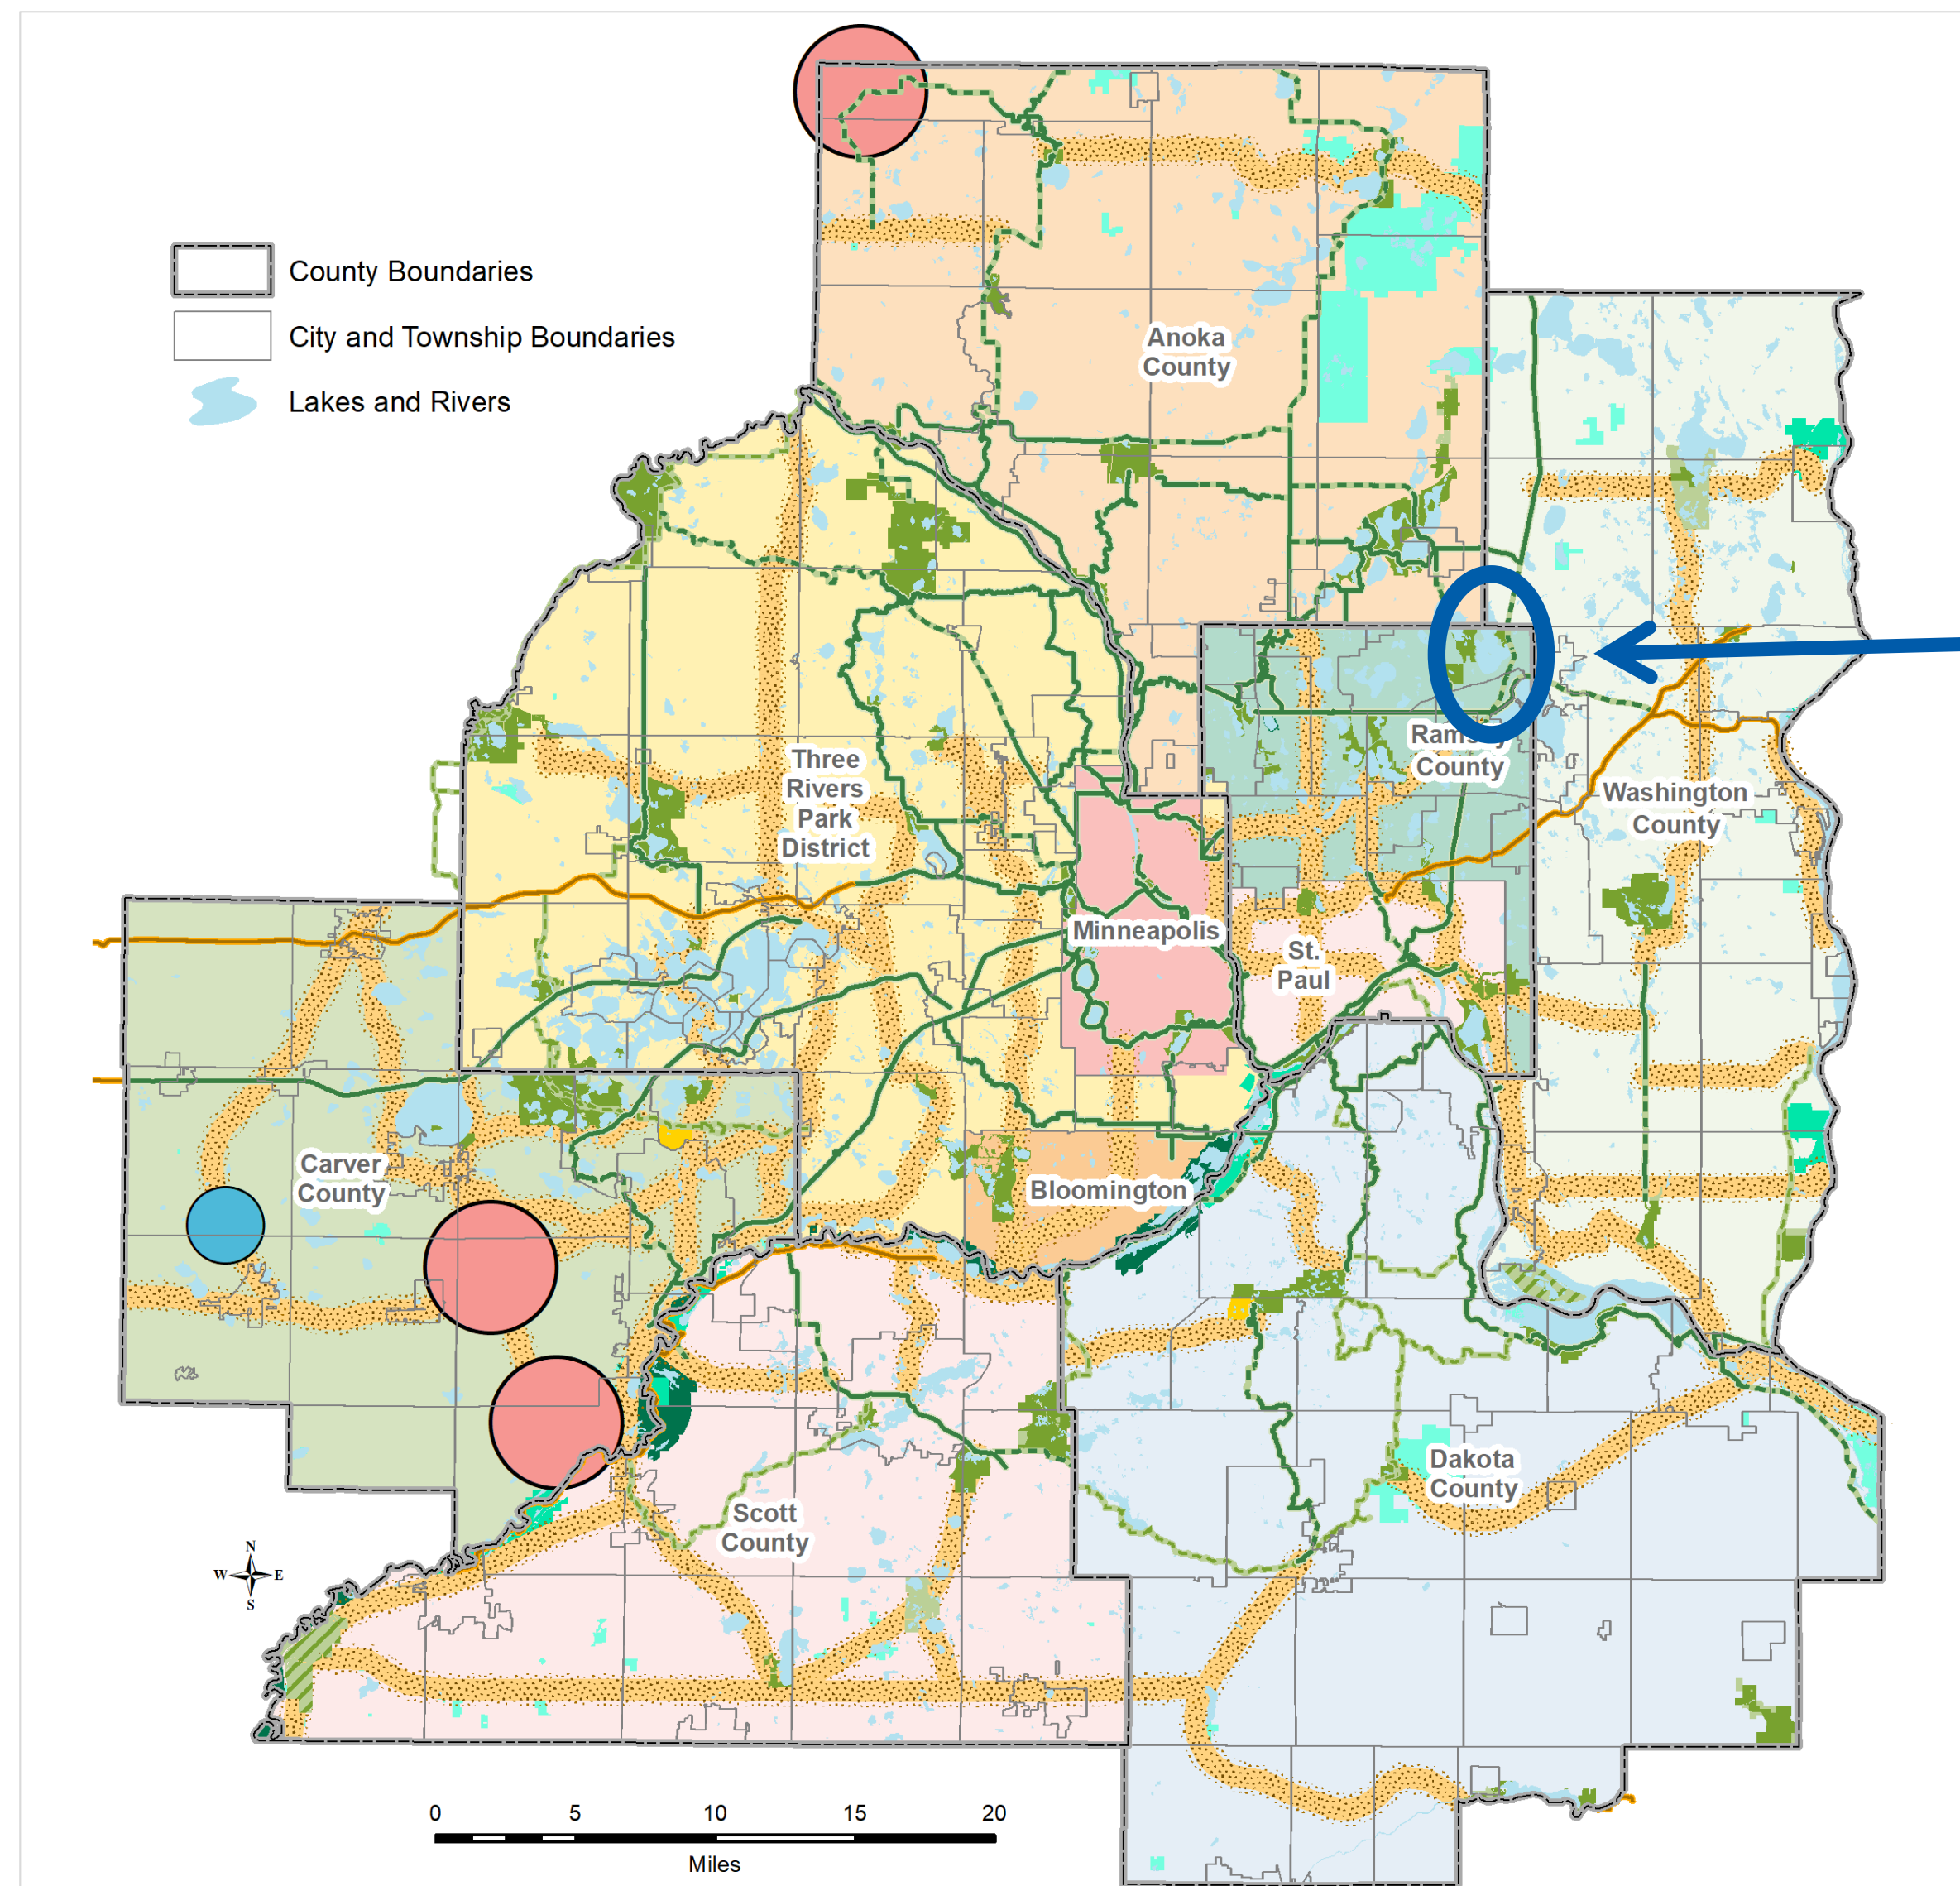 County Boundaries
City and Township Boundaries
Lakes and Rivers
Anoka
County
Three
Rivers
Park
District
Ramsey
County
Washington
County
Minneapolis
St.
Paul
Carver
County
Bloomington
Dakota
County
Scott
County
N
W
E
S
0 5 10 15 20
Miles